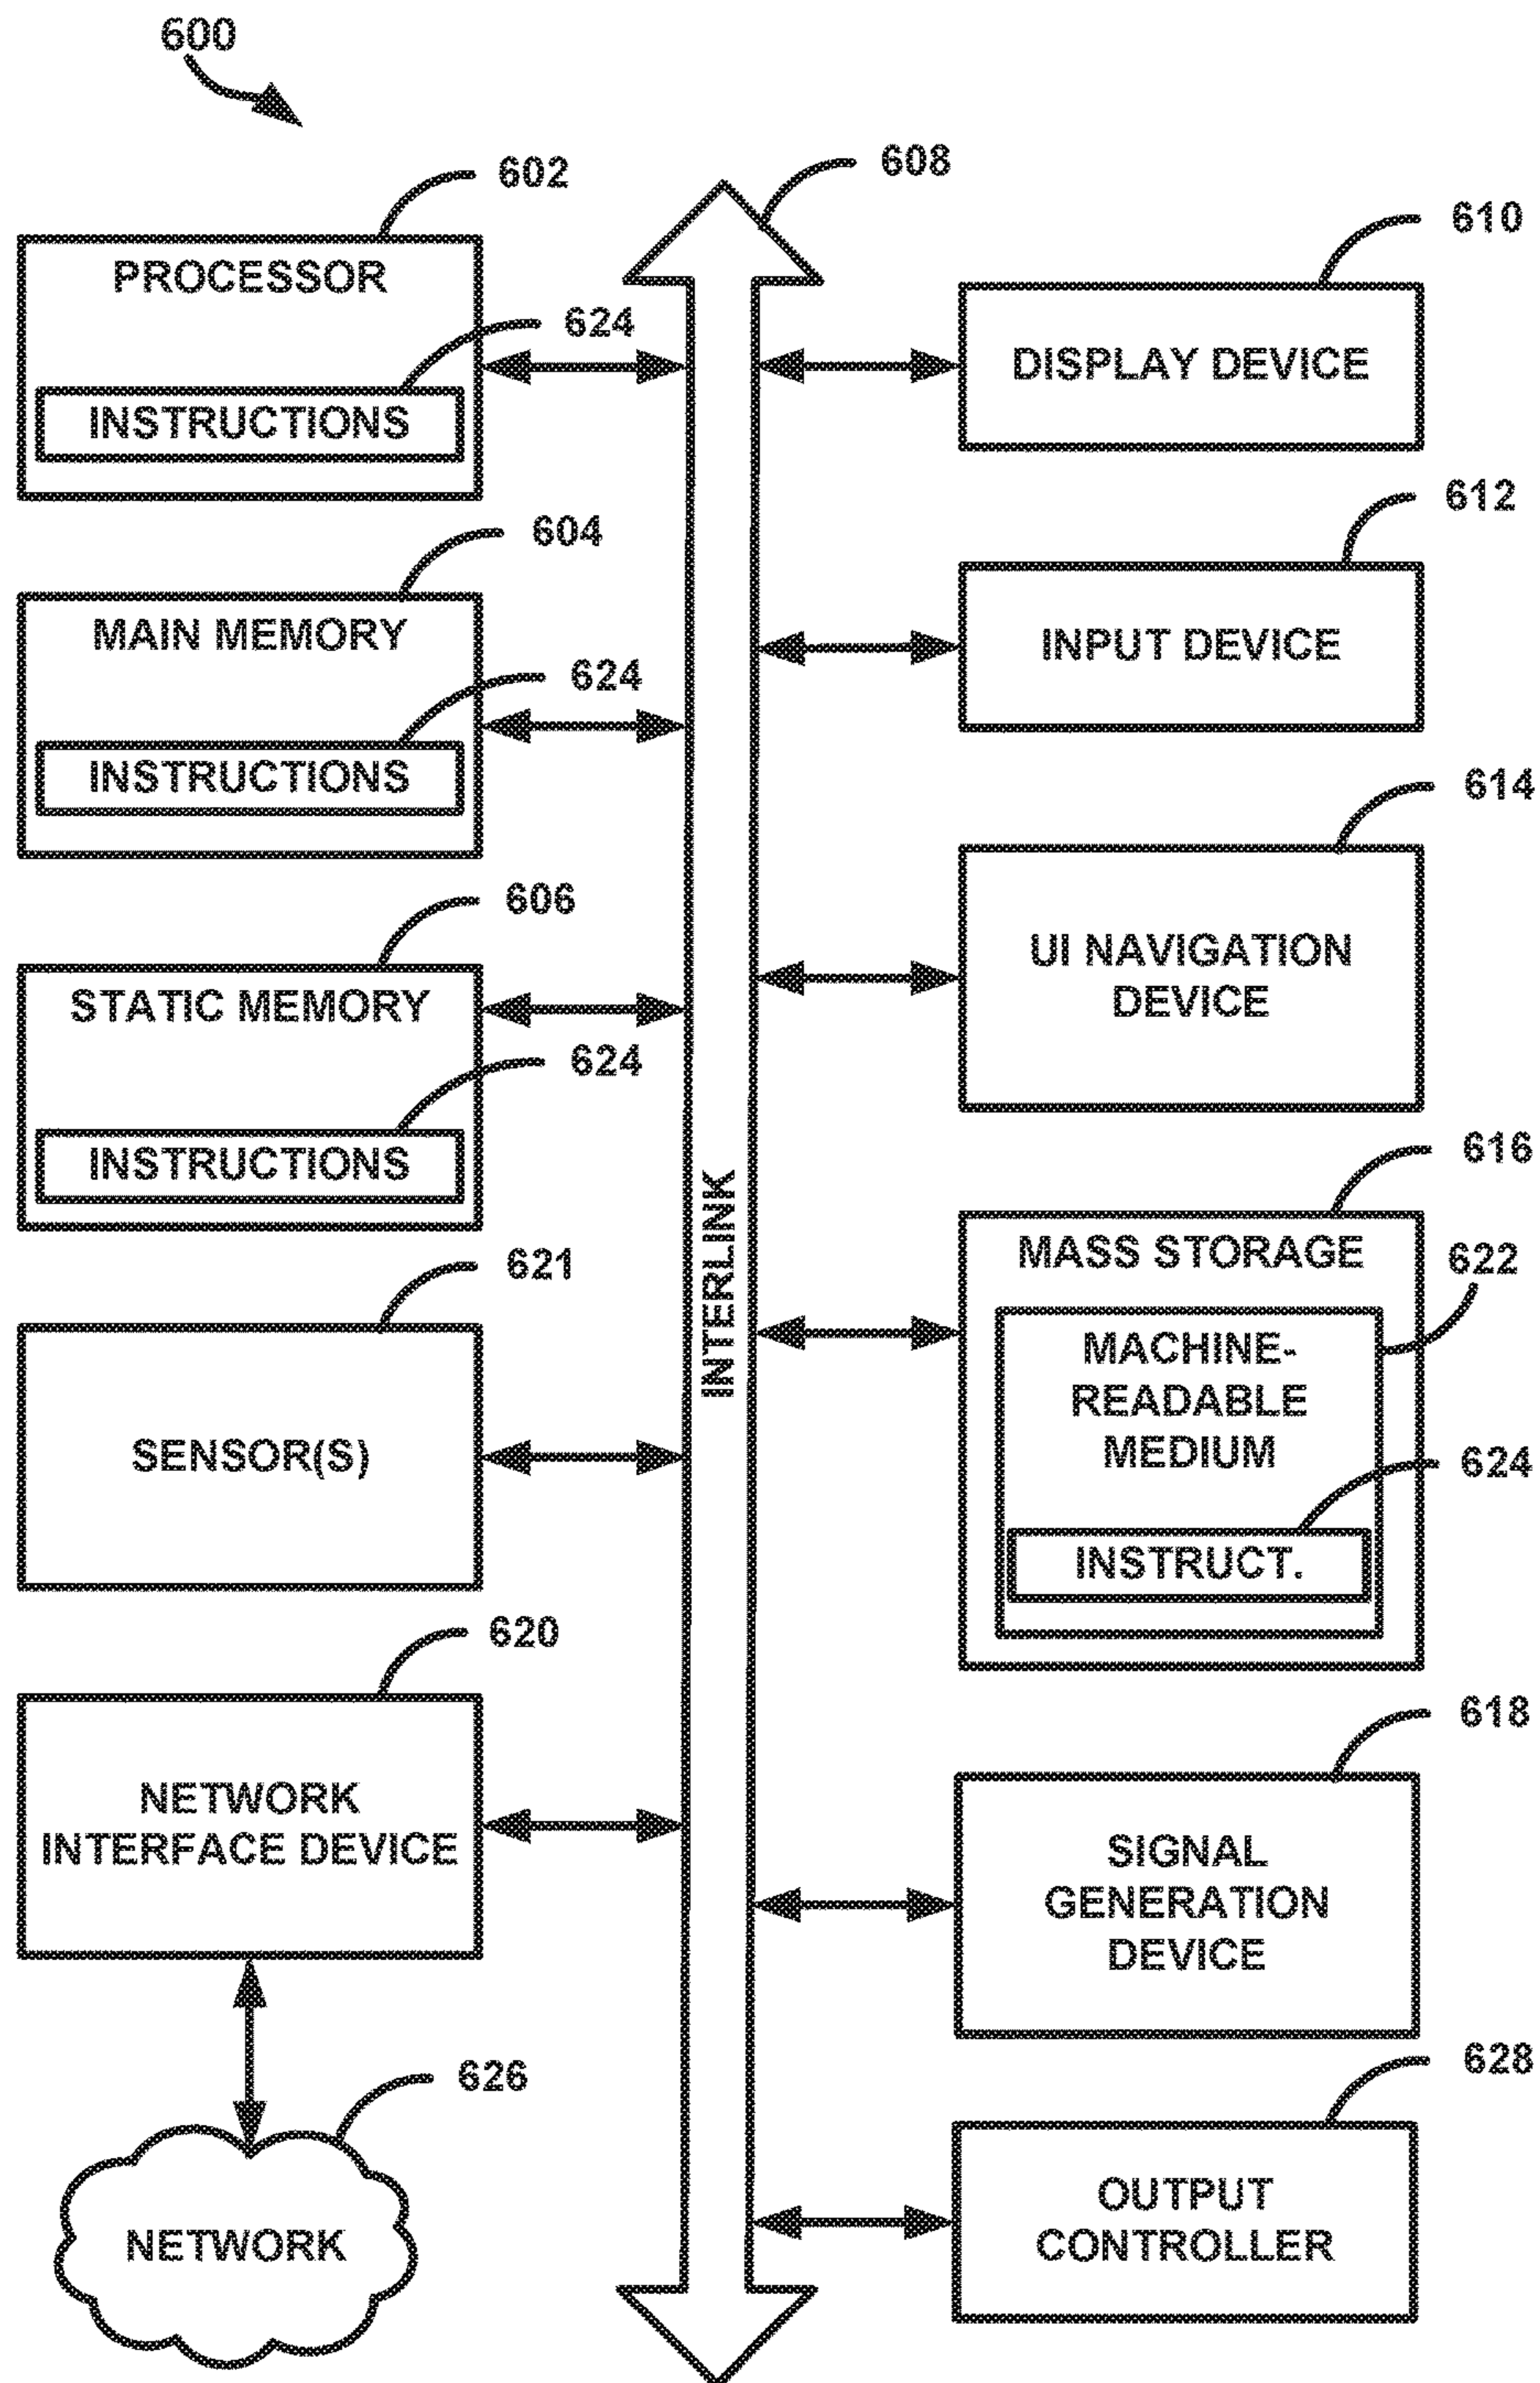 600
602
PROCESSOR
624
INSTRUCTIONS
604
MAIN MEMORY
624
INSTRUCTIONS
606
STATIC MEMORY
624
INSTRUCTIONS
621
SENSOR(S)
620
NETWORK
INTERFACE DEVICE
626
NETWORK
608
INTERLINK
610
DISPLAY DEVICE
612
INPUT DEVICE
614
UI NAVIGATION
DEVICE
616
MASS STORAGE
622
MACHINE-
READABLE
MEDIUM
624
INSTRUCT.
618
SIGNAL
GENERATION
DEVICE
628
OUTPUT
CONTROLLER